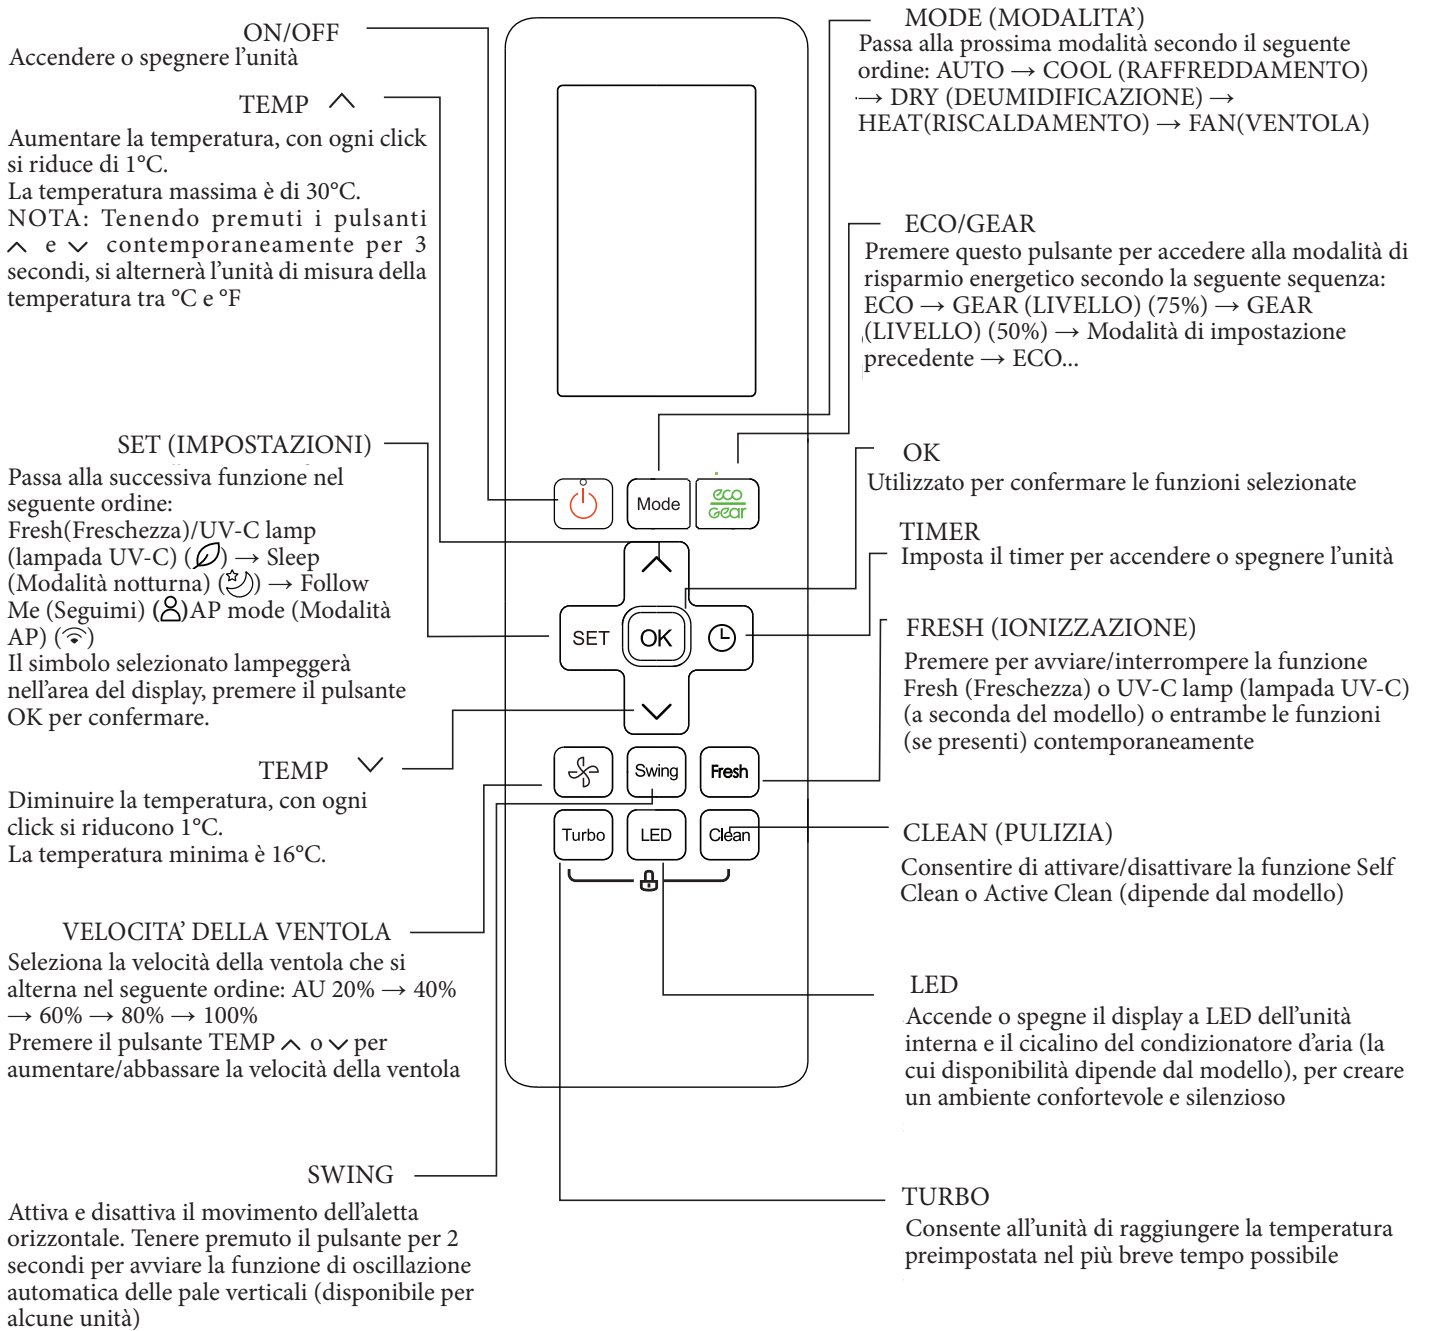 ON/OFF
Accendere o spegnere l'unità
TEMP
Aumentare la temperatura, con ogni click
si riduce di 1°C.
La temperatura massima è di 30°C.
NOTA: Tenendo premuti i pulsanti
e contemporaneamente per 3
secondi, si alternerà l'unità di misura della
temperatura tra °C e °F
SET (IMPOSTAZIONI)
Passa alla successiva funzione nel
seguente ordine:
Fresh(Freschezza)/UV-C lamp
(lampada UV-C) () → Sleep
(Modalità notturna) () → Follow
Me (Seguimi) ()AP mode (Modalità
AP) ()
Il simbolo selezionato lampeggerà
nell'area del display, premere il pulsante
OK per confermare.
TEMP
Diminuire la temperatura, con ogni
click si riducono 1°C.
La temperatura minima è 16°C.
VELOCITA' DELLA VENTOLA
Seleziona la velocità della ventola che si
alterna nel seguente ordine: AU 20% → 40%
→ 60% → 80% → 100%
Premere il pulsante TEMP o per
aumentare/abbassare la velocità della ventola
SWING
Attiva e disattiva il movimento dell'aletta
orizzontale. Tenere premuto il pulsante per 2
secondi per avviare la funzione di oscillazione
automatica delle pale verticali (disponibile per
alcune unità)
Mode
eco
Gear
SET
OK
Swing
Fresh
Turbo
LED
Clean
MODE (MODALITA')
Passa alla prossima modalità secondo il seguente
ordine: AUTO → COOL (RAFFREDDAMENTO)
→ DRY (DEUMIDIFICAZIONE) →
HEAT(RISCALDAMENTO) → FAN(VENTOLA)
ECO/GEAR
Premere questo pulsante per accedere alla modalità di
risparmio energetico secondo la seguente sequenza:
ECO → GEAR (LIVELLO) (75%) → GEAR
(LIVELLO) (50%) → Modalità di impostazione
precedente → ECO...
OK
Utilizzato per confermare le funzioni selezionate
TIMER
Imposta il timer per accendere o spegnere l'unità
FRESH (IONIZZAZIONE)
Premere per avviare/interrompere la funzione
Fresh (Freschezza) o UV-C lamp (lampada UV-C)
(a seconda del modello) o entrambe le funzioni
(se presenti) contemporaneamente
CLEAN (PULIZIA)
Consentire di attivare/disattivare la funzione Self
Clean o Active Clean (dipende dal modello)
LED
Accende o spegne il display a LED dell'unità
interna e il cicalino del condizionatore d'aria (la
cui disponibilità dipende dal modello), per creare
un ambiente confortevole e silenzioso
TURBO
Consente all'unità di raggiungere la temperatura
preimpostata nel più breve tempo possibile